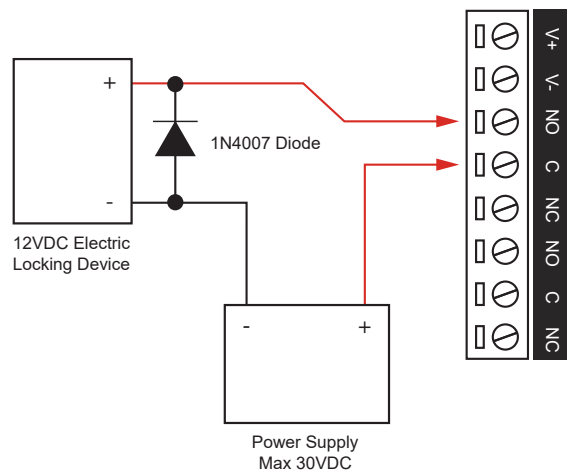 +
1N4007 Diode
-
12VDC Electric
Locking Device
-
+
Power Supply
Max 30VDC
V+
V-
NO
C
NC
NO
C
NC